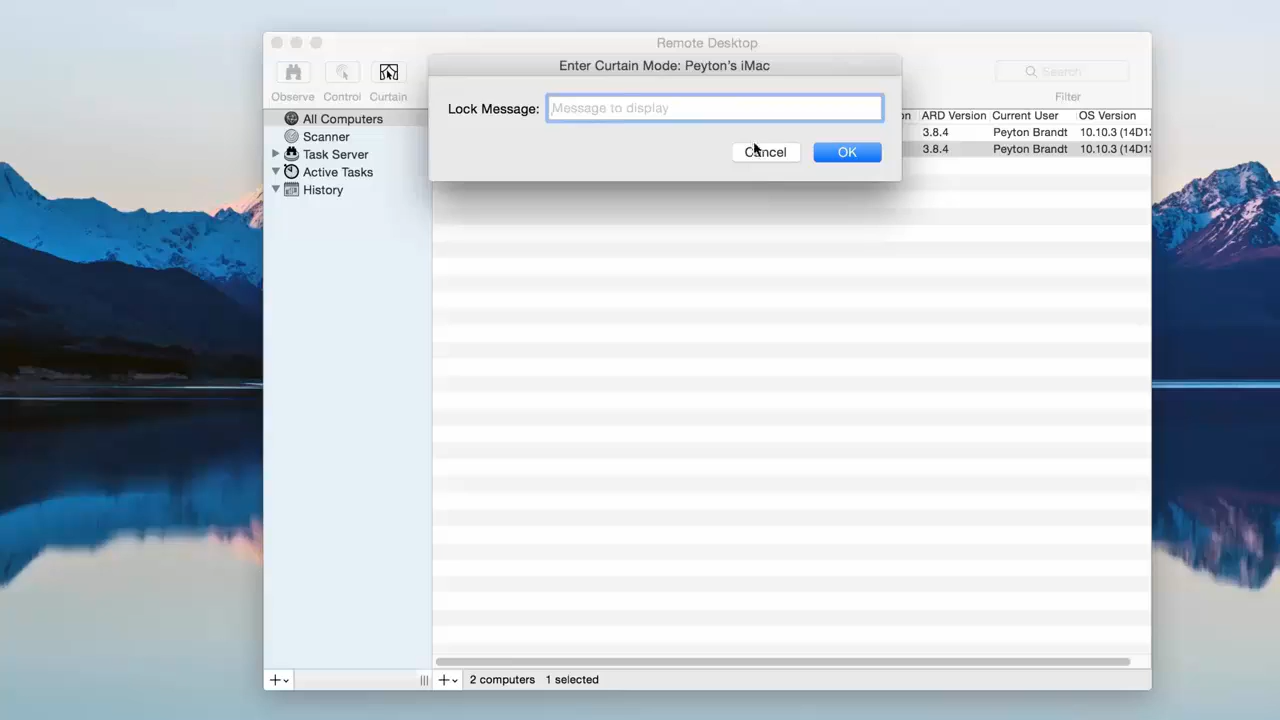 Remote Desktop
Enter Curtain Mode: Peyton's iMac
Observe Control Curtain
Search
Filter
Lock Message: Message to display
Cancel OK
ARD Version Current User OS Version
3.8.4 Peyton Brandt 10.10.3 (14D13
3.8.4 Peyton Brandt 10.10.3 (14D13
All Computers
Scanner
Task Server
Active Tasks
History
2 computers 1 selected